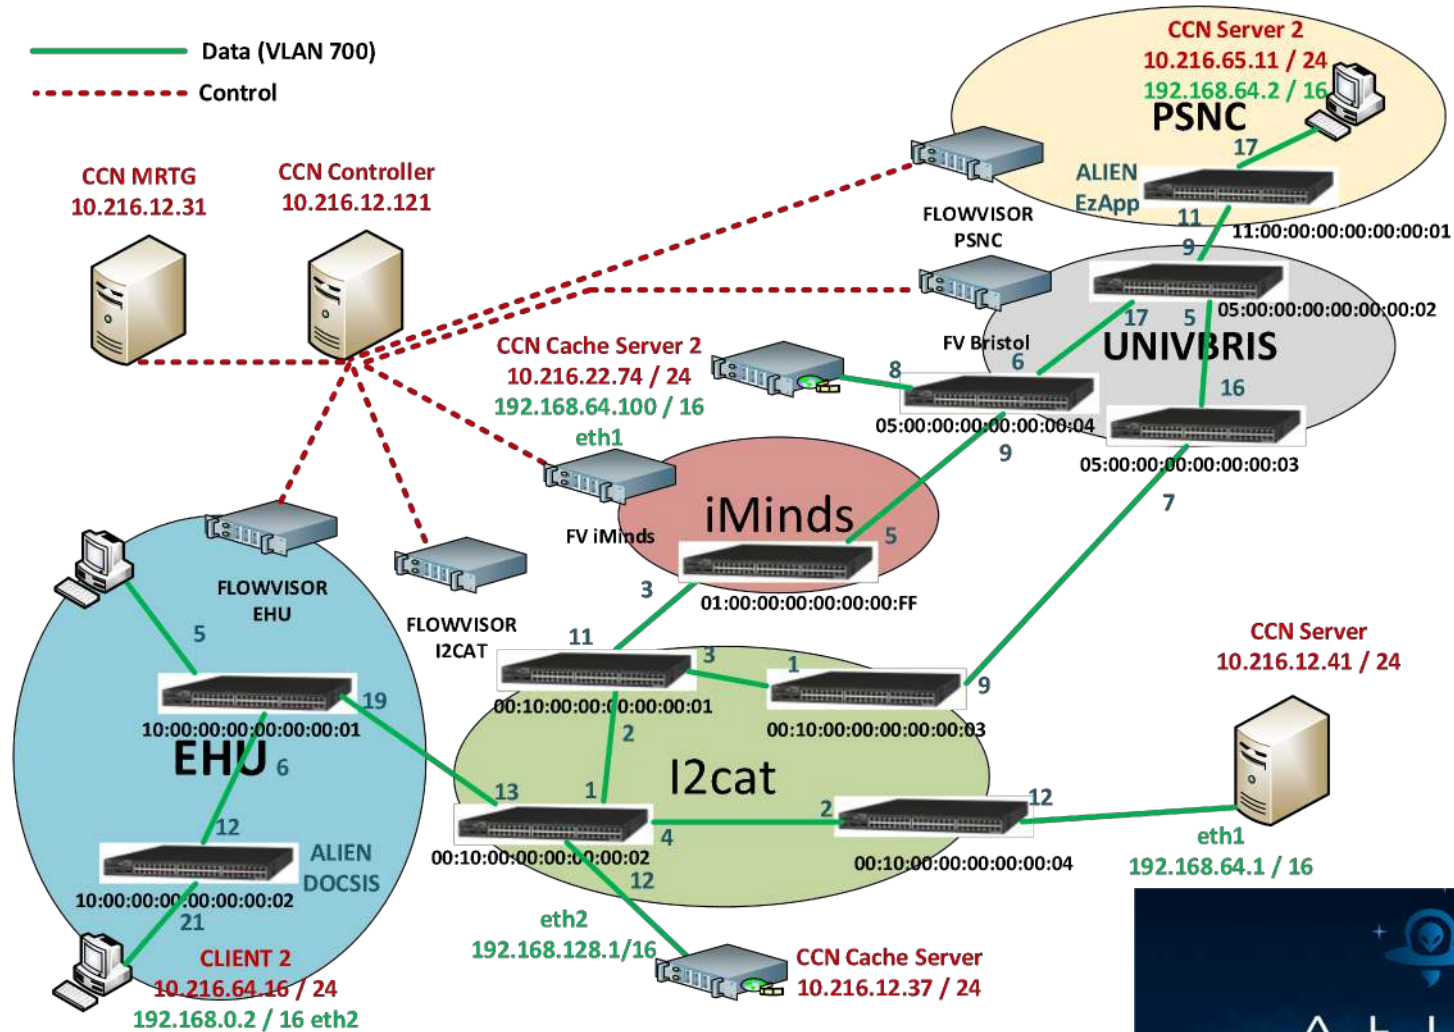 Data (VLAN 700)
Control
CCN Server 2
10.216.65.11 / 24
192.168.64.2 / 16
PSNC
17
ALIEN
EzApp
11
11:00:00:00:00:00:00:01
CCN MRTG
10.216.12.31
CCN Controller
10.216.12.121
FLOWVISOR
PSNC
9
05:00:00:00:00:00:00:02
17
5
UNIVBRIS
FV Bristol
6
16
CCN Cache Server 2
10.216.22.74 / 24
192.168.64.100 / 16
eth1
8
05:00:00:00:00:00:00:04
9
05:00:00:00:00:00:00:03
7
iMinds
FV iMinds
5
3
01:00:00:00:00:00:00:FF
FLOWVISOR
EHU
FLOWVISOR
I2CAT
5
19
10:00:00:00:00:00:00:01
EHU
6
12
ALIEN
DOCSIS
10:00:00:00:00:00:00:02
21
CLIENT 2
10.216.64.16 / 24
192.168.0.2 / 16 eth2
11
3
1
9
00:10:00:00:00:00:00:01
00:10:00:00:00:00:00:03
2
I2cat
13
1
4
2
12
00:10:00:00:00:00:00:02
00:10:00:00:00:00:00:04
12
eth2
192.168.128.1/16
CCN Cache Server
10.216.12.37 / 24
CCN Server
10.216.12.41 / 24
eth1
192.168.64.1 / 16